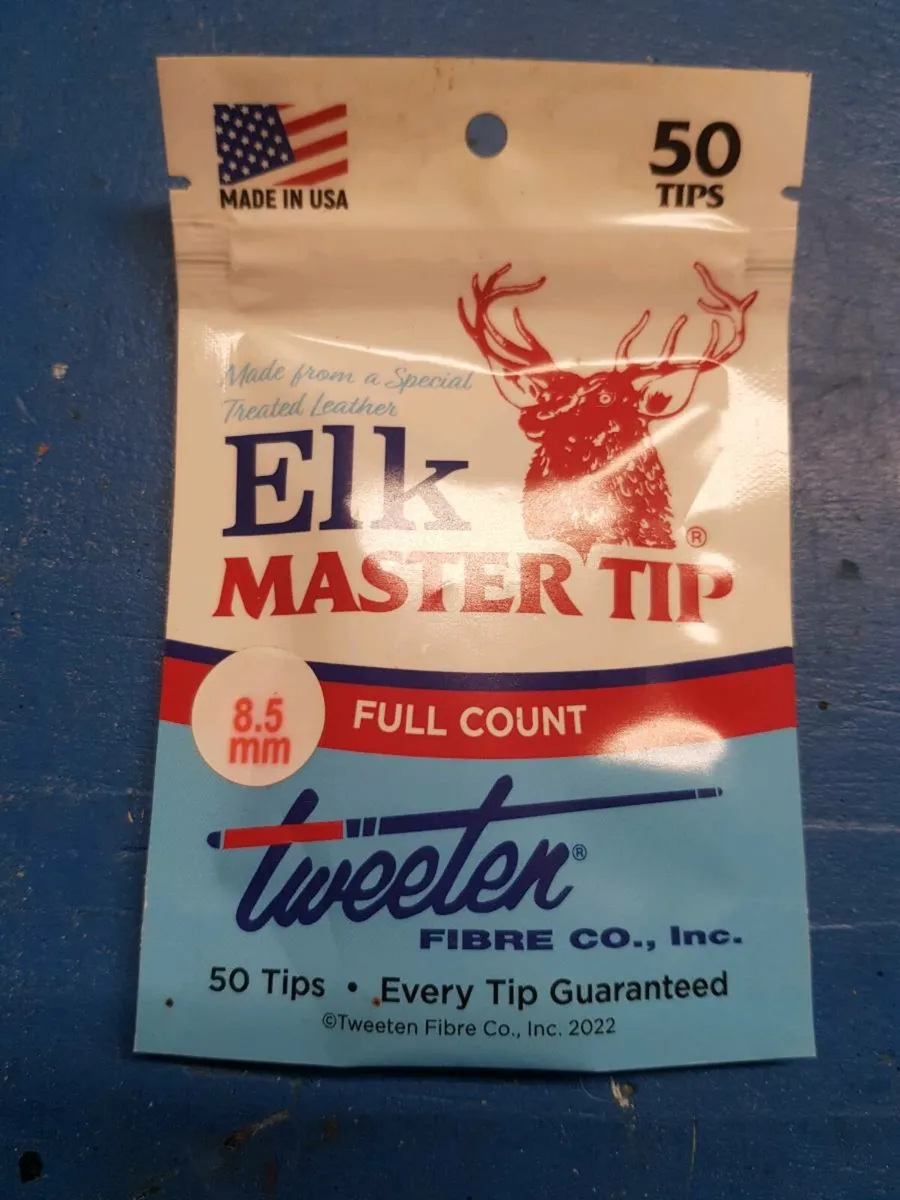 MADE IN USA
50
TIPS
Made from a Special
Treated Leather
Elk
MASTER TIP®
8.5
mm
FULL COUNT
tweeten®
FIBRE CO., Inc.
50 Tips • Every Tip Guaranteed
©Tweeten Fibre Co., Inc. 2022